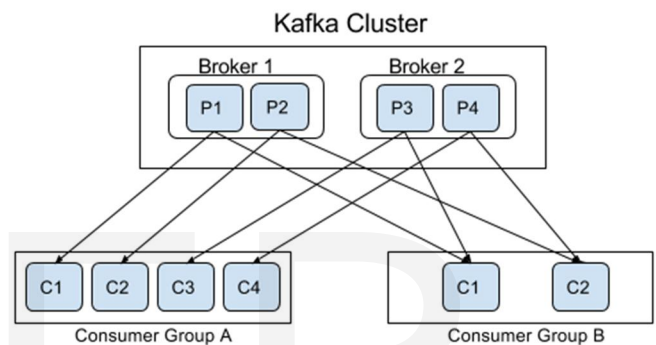 Kafka Cluster
Broker 1 Broker 2
P1 P2 P3 P4
C1 C2 C3 C4 C1 C2
Consumer Group A Consumer Group B